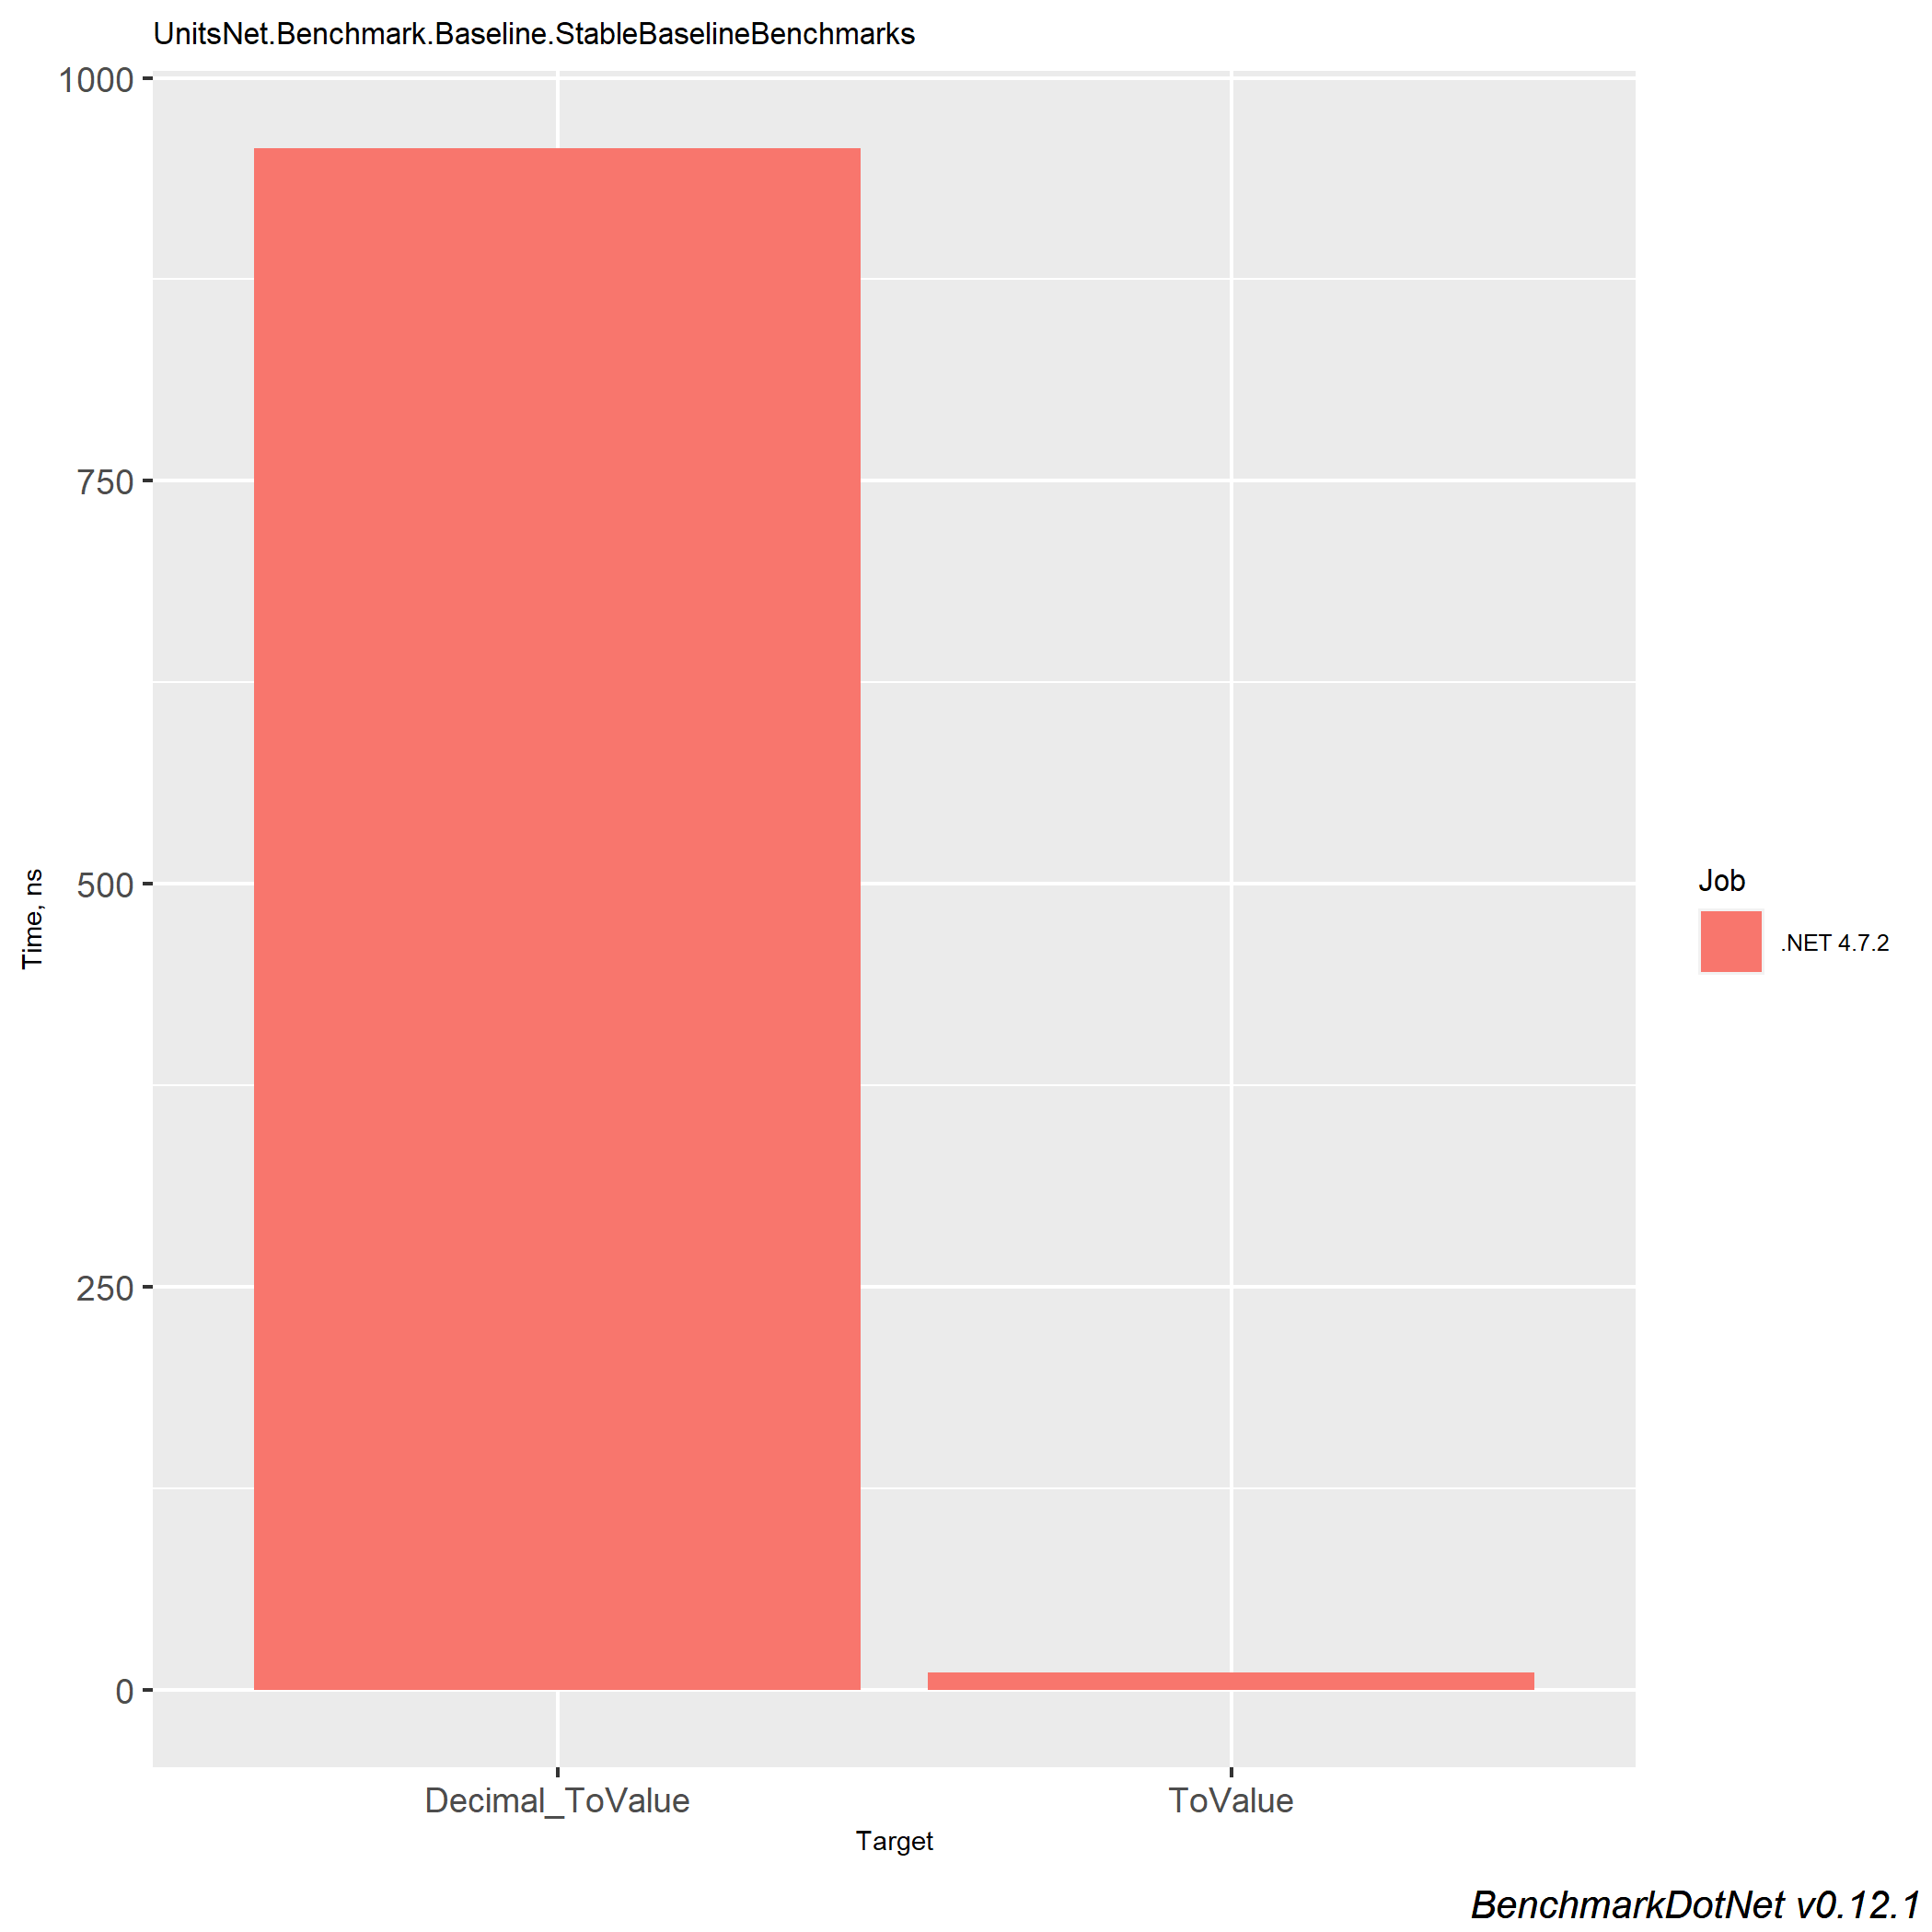 UnitsNet.Benchmark.Baseline.StableBaselineBenchmarks
1000
750
500
250
0
Time, ns
Decimal_ToValue
ToValue
Target
Job
.NET 4.7.2
BenchmarkDotNet v0.12.1